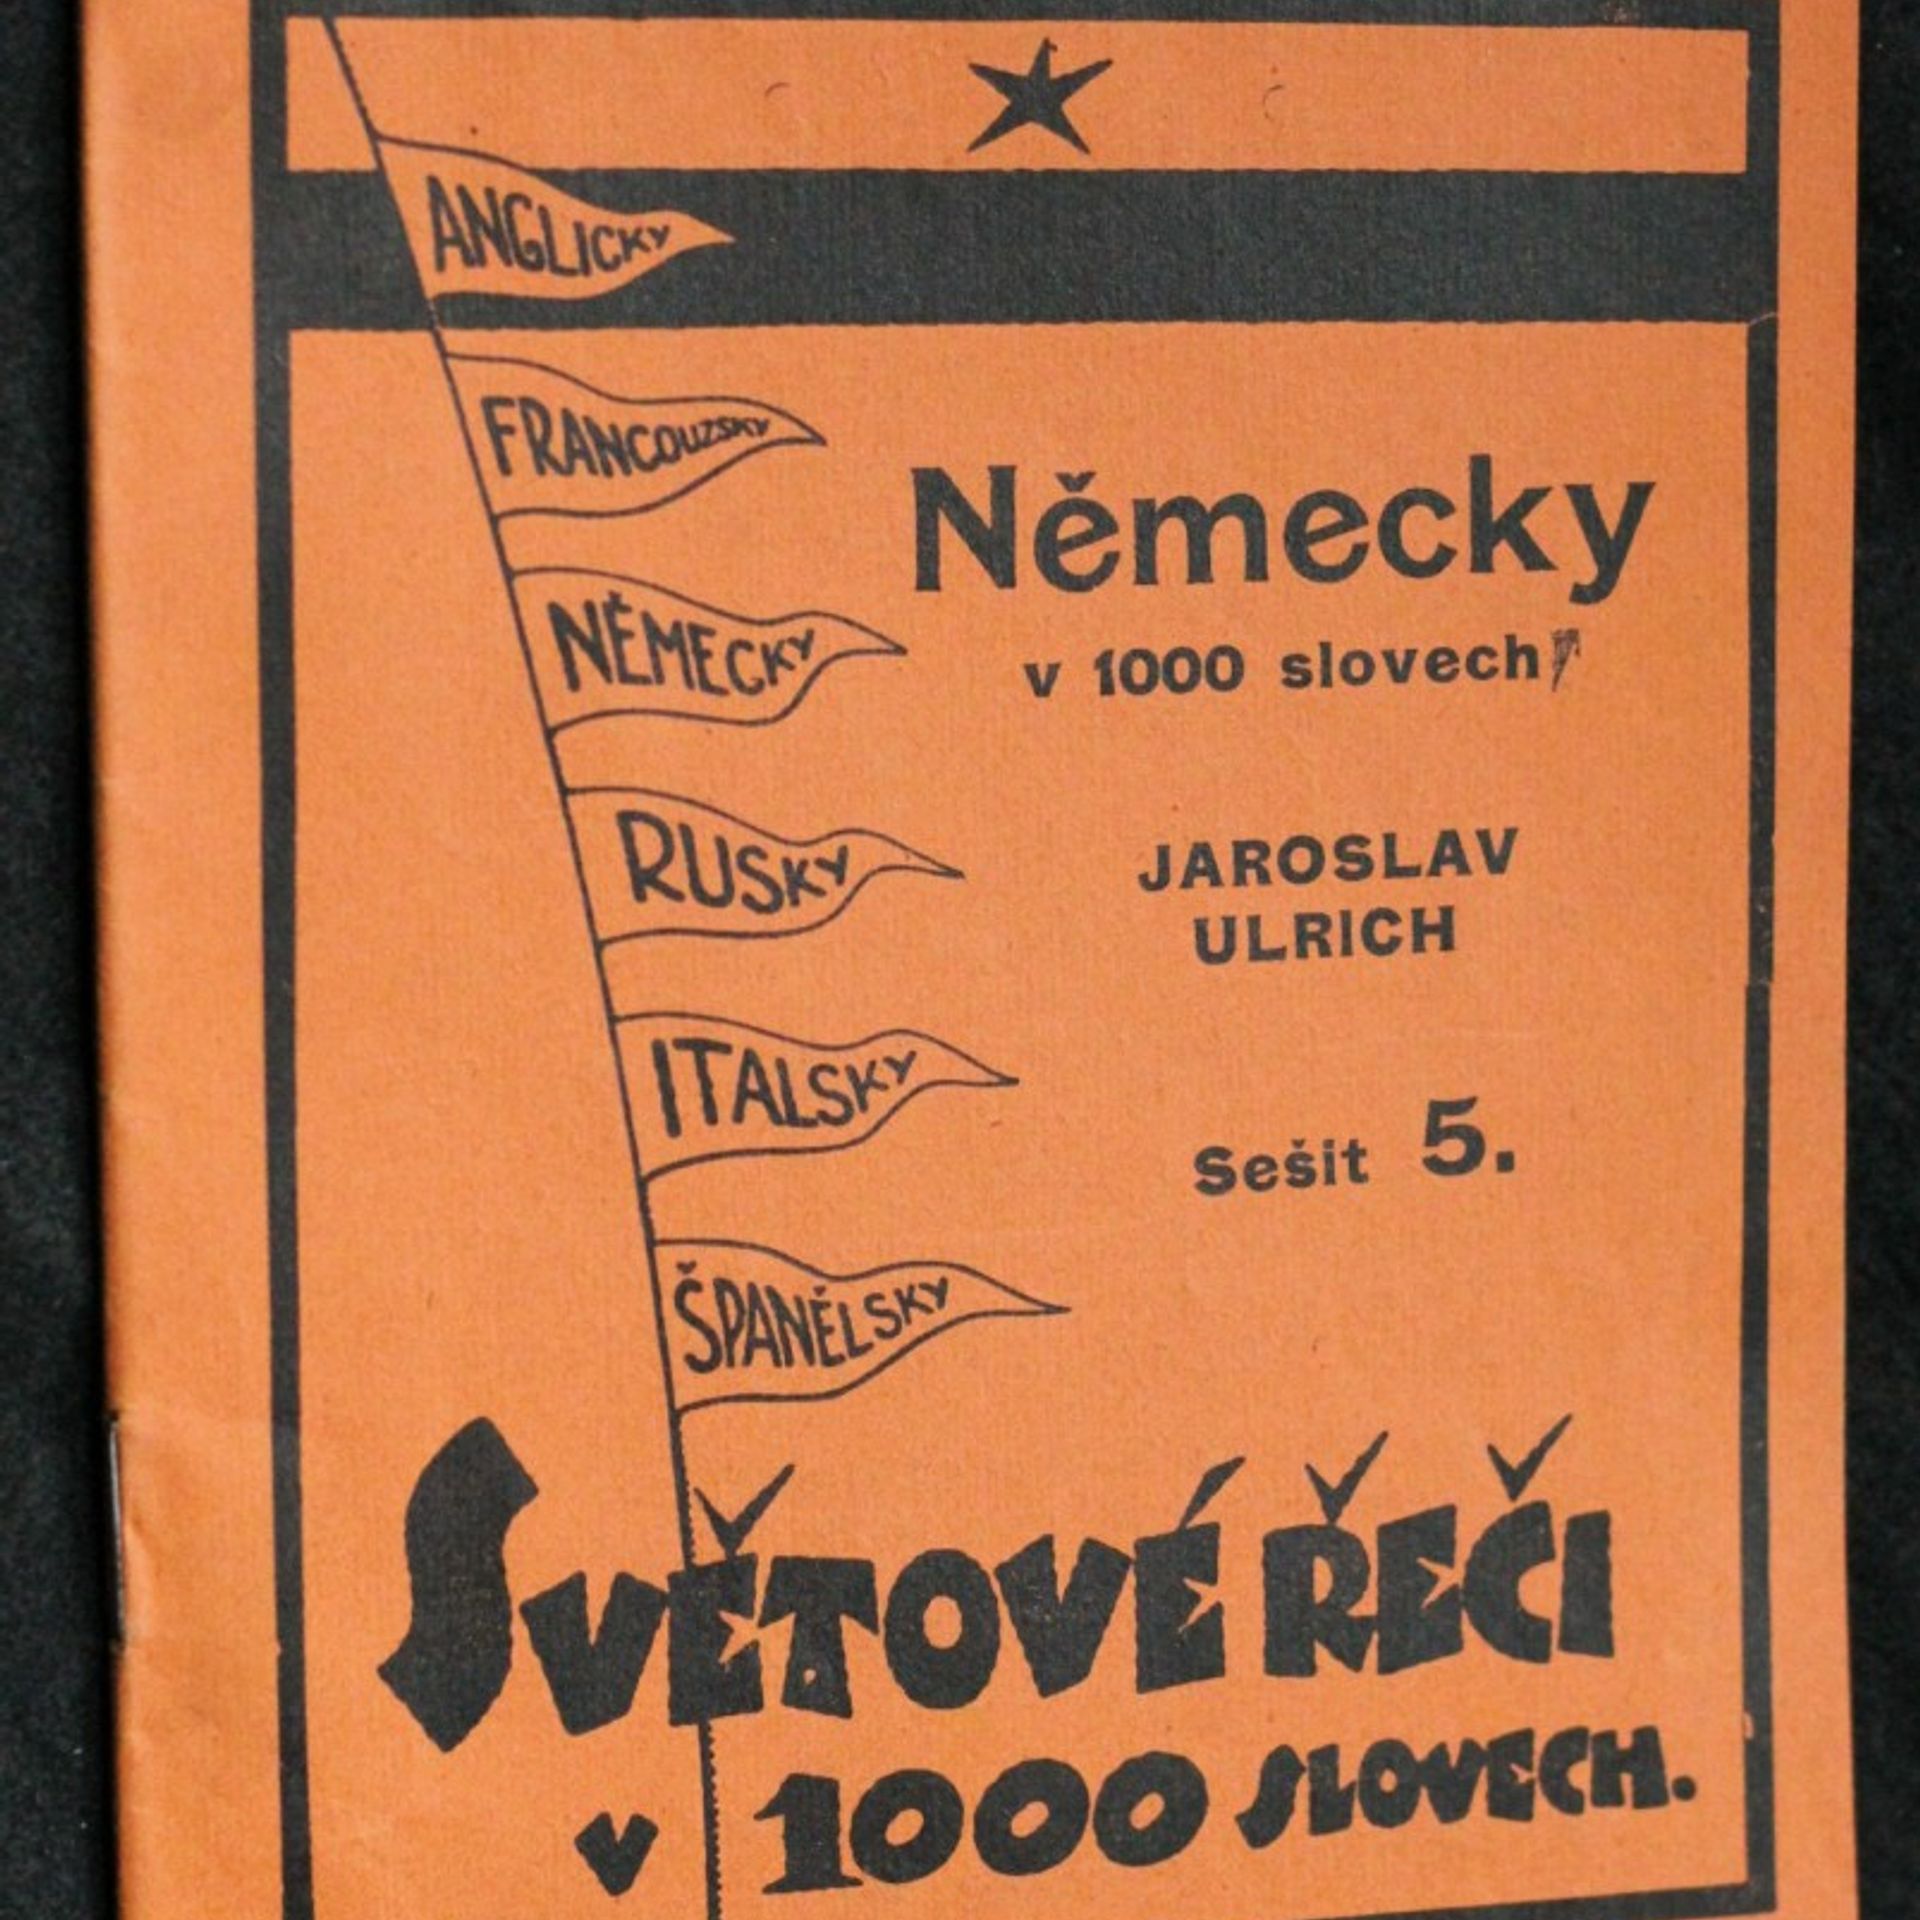 ANGLICKY
FRANCOUZSKY
NĚMECKY
RUSKY
ITALSKY
ŠPANĚLSKY
Německy
v 1000 slovech
JAROSLAV
ULRICH
Sešit 5.
SVĚTOVÉ ŘEČI
v 1000 SLOVECH.